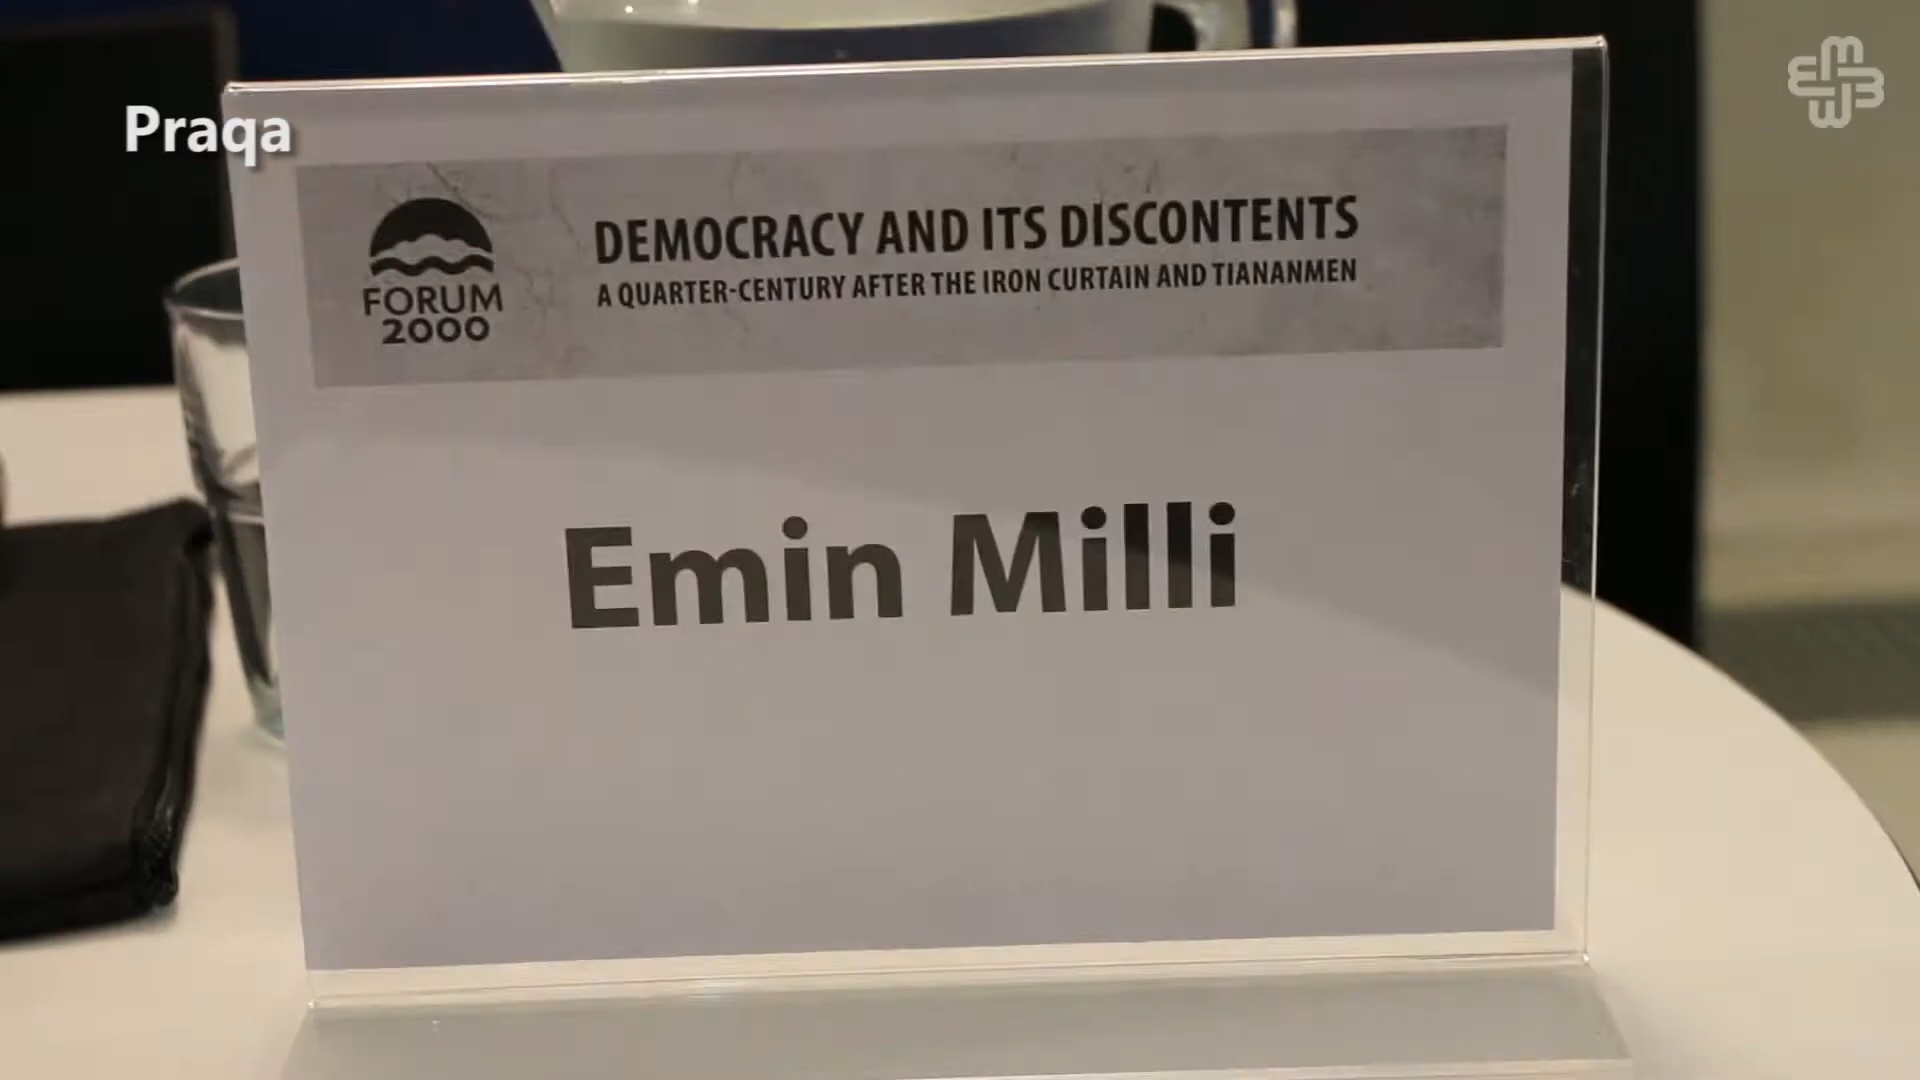 Praqa
FORUM
2000
DEMOCRACY AND ITS DISCONTENTS
A QUARTER-CENTURY AFTER THE IRON CURTAIN AND TIANANMEN
Emin Milli